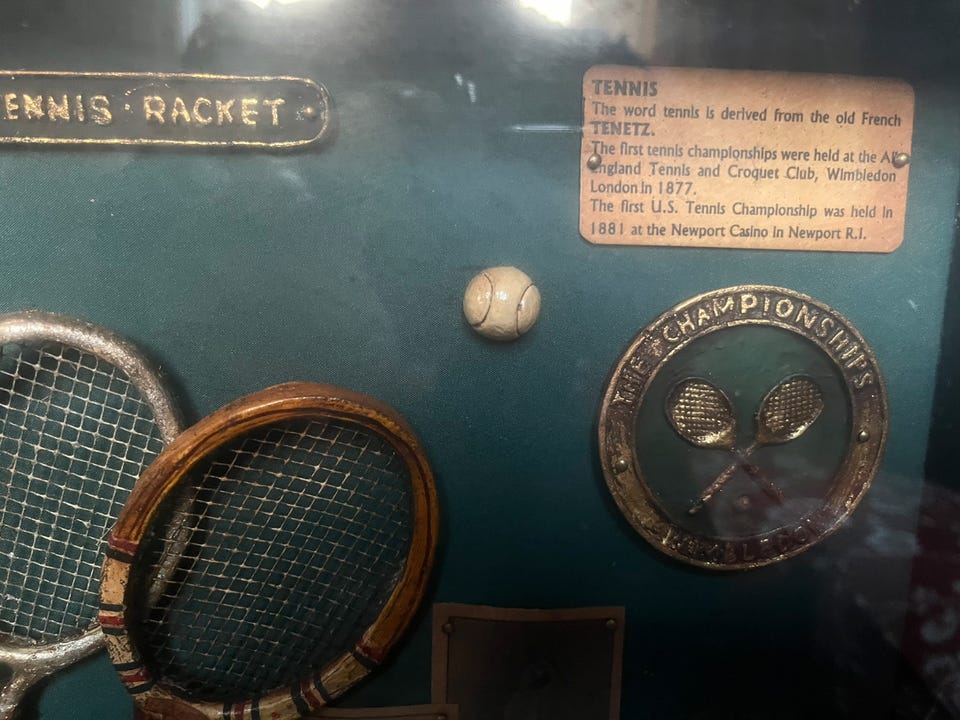 ENNIS RACKET
TENNIS
The word tennis is derived from the old French
TENETZ.
The first tennis championships were held at the Al
England Tennis and Croquet Club, Wimbledon
London in 1877.
The first U.S. Tennis Championship was held in
1881 at the Newport Casino in Newport R.I.
THE CHAMPIONSHIPS
WIMBLEDON